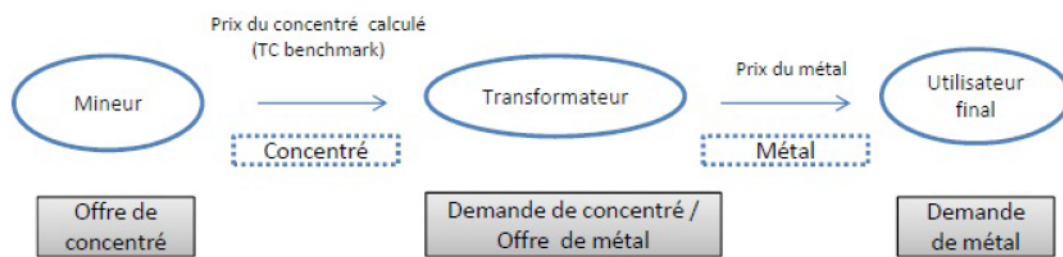 Prix du concentré calculé
(TC benchmark)
Prix du métal
Mineur
Transformateur
Utilisateur
final
Concentré
Métal
Offre de
concentré
Demande de concentré /
Offre de métal
Demande
de métal